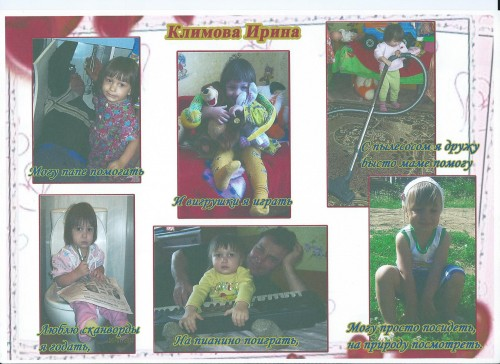 Климова Ирина
Могу папе помогать
И в игрушки я играть
С пылесосом я дружу
Быстро маме помогу
Люблю сканворды
я гадать,
На пианино поиграть,
Могу просто посидеть,
на природу посмотреть.